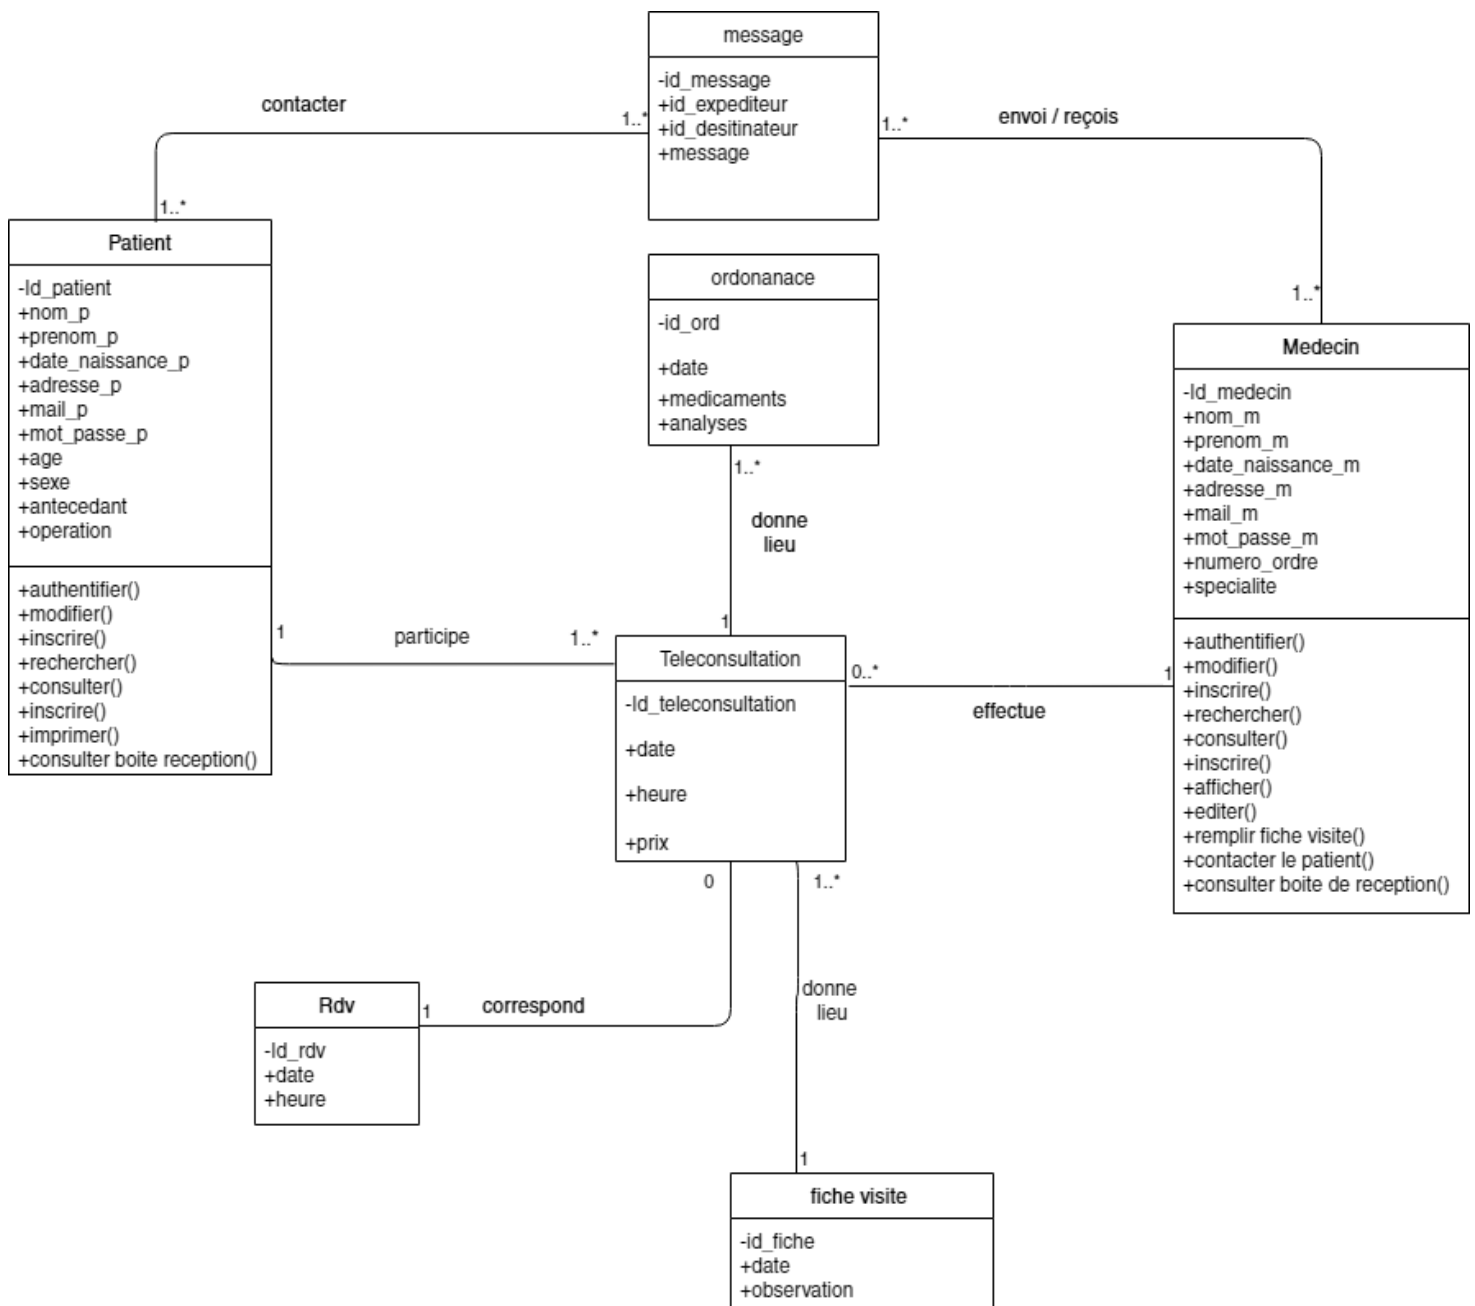 message
-id_message
+id_expediteur
+id_desitinateur
+message
contacter
1..*
1..*
envoi / reçois
1..*
1..*
Patient
-Id_patient
+nom_p
+prenom_p
+date_naissance_p
+adresse_p
+mail_p
+mot_passe_p
+age
+sexe
+antecedant
+operation
+authentifier()
+modifier()
+inscrire()
+rechercher()
+consulter()
+inscrire()
+imprimer()
+consulter boite reception()
ordonanace
-id_ord
+date
+medicaments
+analyses
1..*
donne
lieu
1
Medecin
-Id_medecin
+nom_m
+prenom_m
+date_naissance_m
+adresse_m
+mail_m
+mot_passe_m
+numero_ordre
+specialite
+authentifier()
+modifier()
+inscrire()
+rechercher()
+consulter()
+inscrire()
+afficher()
+editer()
+remplir fiche visite()
+contacter le patient()
+consulter boite de reception()
1
participe
1..*
Teleconsultation
-Id_teleconsultation
+date
+heure
+prix
0..*
effectue
1
0
1..*
Rdv
-Id_rdv
+date
+heure
1
correspond
donne
lieu
1
fiche visite
-id_fiche
+date
+observation